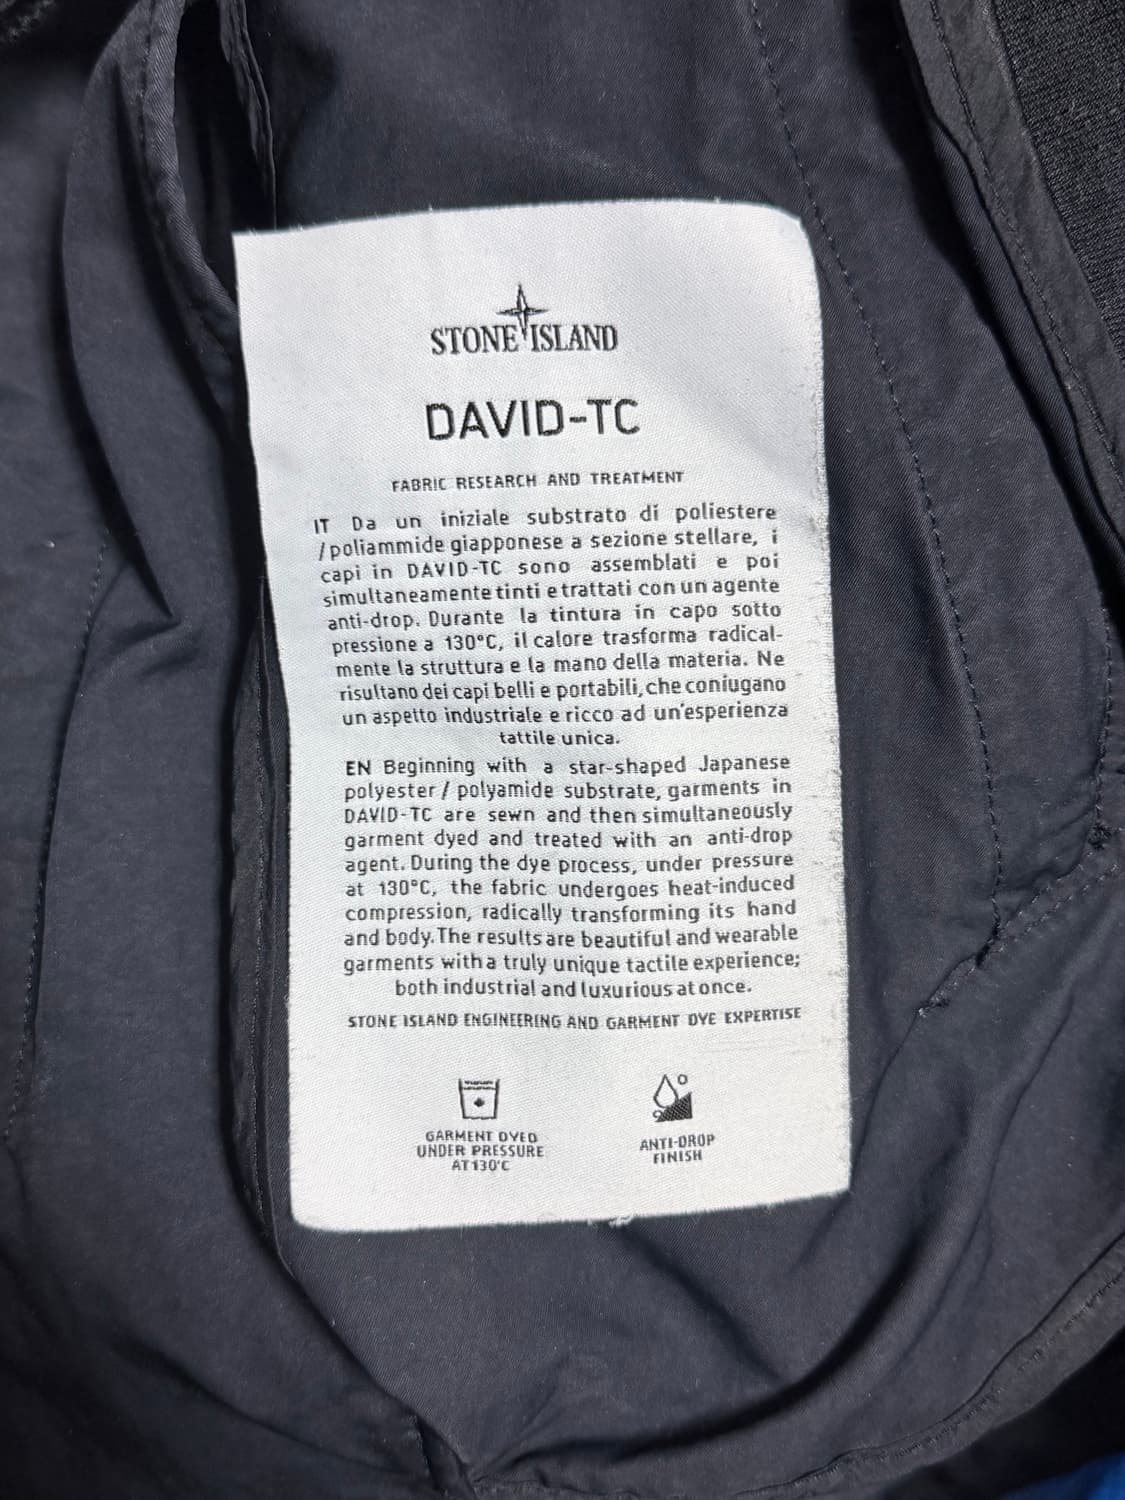 STONE ISLAND
DAVID-TC
FABRIC RESEARCH AND TREATMENT
IT Da un iniziale substrato di poliestere
/poliammide giapponese a sezione stellare, i
capi in DAVID-TC sono assemblati e poi
simultaneamente tinti e trattati con un agente
anti-drop. Durante la tintura in capo sotto
pressione a 130°C, il calore trasforma radical-
mente la struttura e la mano della materia. Ne
risultano dei capi belli e portabili, che coniugano
un aspetto industriale e ricco ad un'esperienza
tattile unica.
EN Beginning with a star-shaped Japanese
polyester / polyamide substrate, garments in
DAVID-TC are sewn and then simultaneously
garment dyed and treated with an anti-drop
agent. During the dye process, under pressure
at 130°C, the fabric undergoes heat-induced
compression, radically transforming its hand
and body. The results are beautiful and wearable
garments with a truly unique tactile experience;
both industrial and luxurious at once.
STONE ISLAND ENGINEERING AND GARMENT DYE EXPERTISE
GARMENT DYED
UNDER PRESSURE
AT 130°C
ANTI-DROP
FINISH